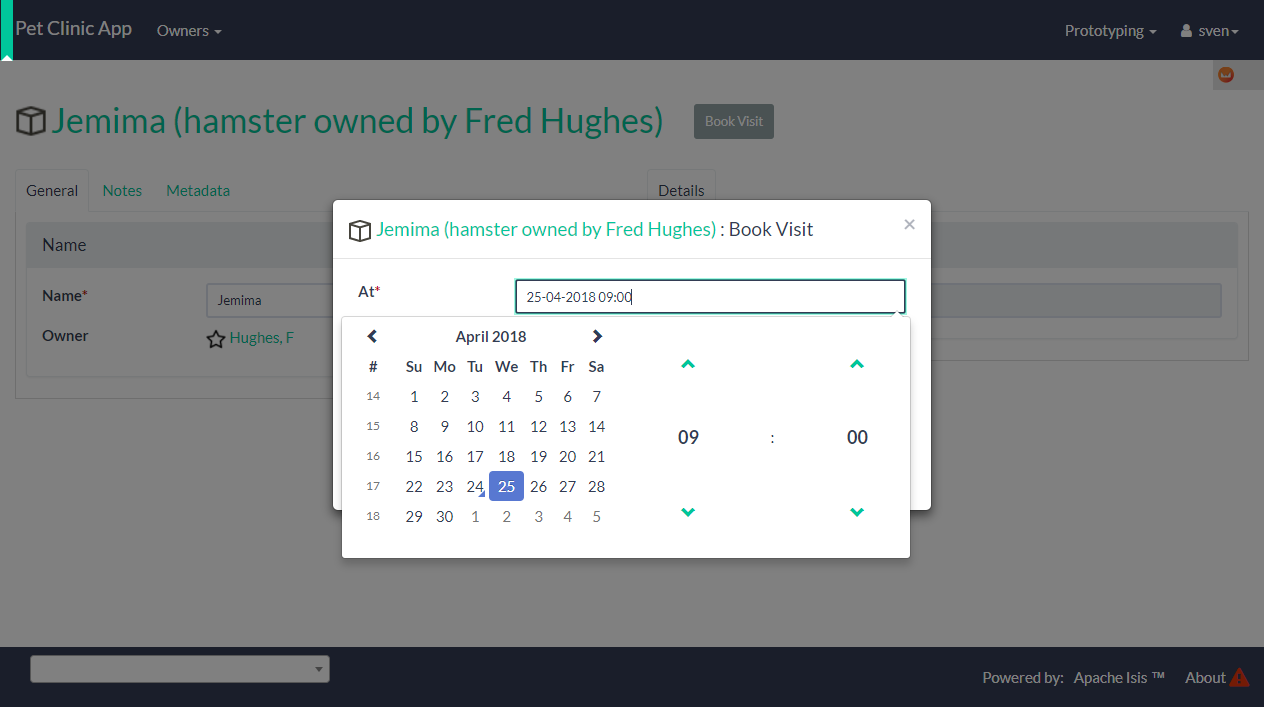 Pet Clinic App Owners Prototyping sven
Jemima (hamster owned by Fred Hughes) Book Visit
General Notes Metadata Details
Name
Name* Jemima
Owner Hughes, F
Jemima (hamster owned by Fred Hughes) : Book Visit ×
At* 25-04-2018 09:00
April 2018
# Su Mo Tu We Th Fr Sa
14 1 2 3 4 5 6 7
15 8 9 10 11 12 13 14
16 15 16 17 18 19 20 21
17 22 23 24 25 26 27 28
18 29 30 1 2 3 4 5
09 : 00
Powered by: Apache Isis ™ About